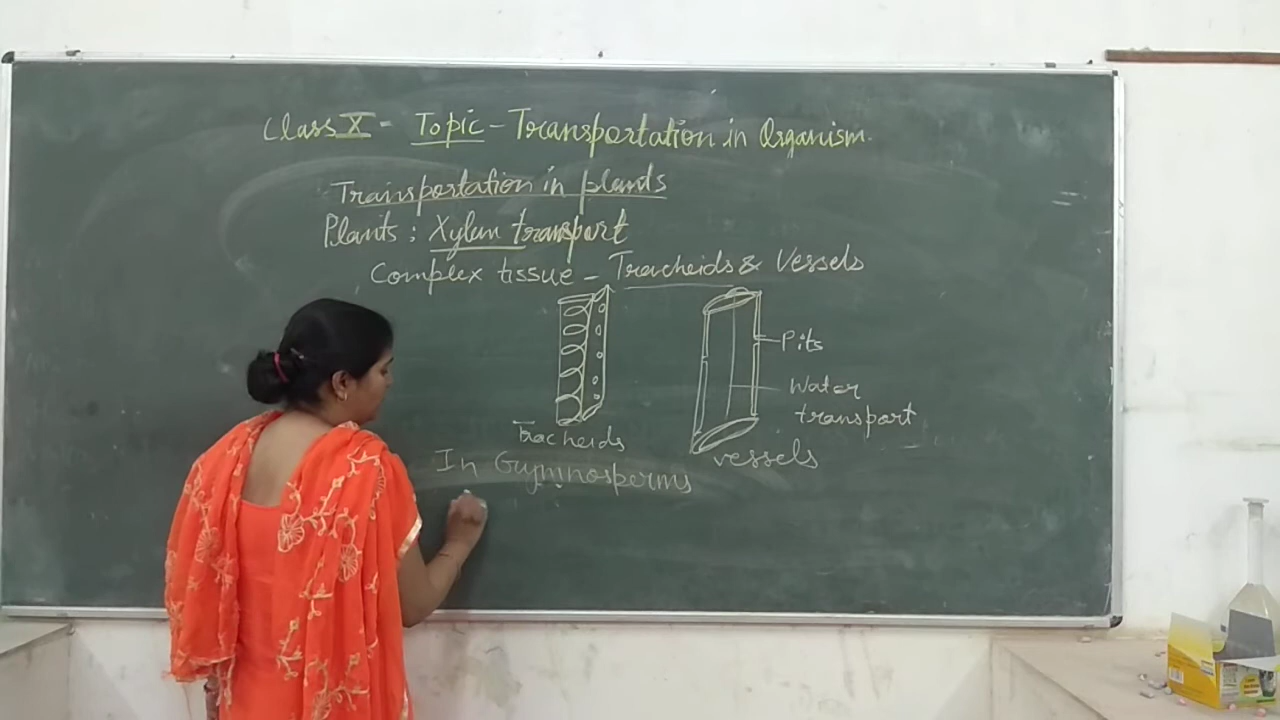 Class X - Topic - Transportation in Organism.
Transportation in plants
Plants : Xylem transport
Complex tissue - Tracheids & Vessels
Pits
Water
transport
Tracheids
vessels
In Gymnosperms